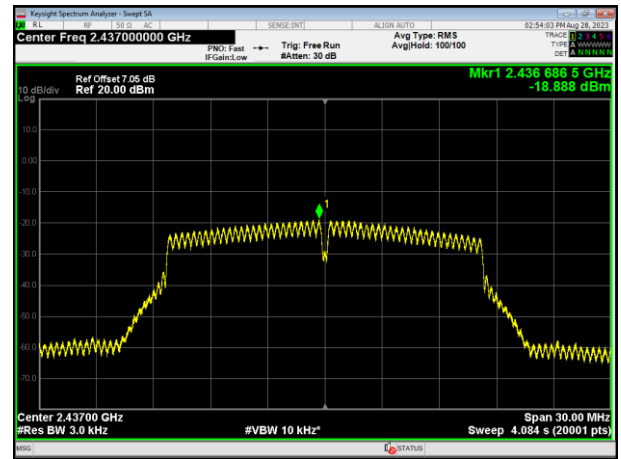 Keysight Spectrum Analyzer - Swept SA
RL RF 50 Ω AC SENSE:INT ALIGN AUTO 02:54:03 PM Aug 28, 2023
Center Freq 2.437000000 GHz
PNO: Fast
IFGain:Low
Trig: Free Run
#Atten: 30 dB
Avg Type: RMS
Avg|Hold: 100/100
TRACE 1 2 3 4 5 6
TYPE A WWWWW
DET A NNNNN
Ref Offset 7.05 dB
10 dB/div Ref 20.00 dBm
Log
Mkr1 2.436 686 5 GHz
-18.888 dBm
10.0
0.00
-10.0
1
-20.0
-30.0
-40.0
-50.0
-60.0
-70.0
Center 2.43700 GHz Span 30.00 MHz
#Res BW 3.0 kHz #VBW 10 kHz* Sweep 4.084 s (20001 pts)
MSG STATUS